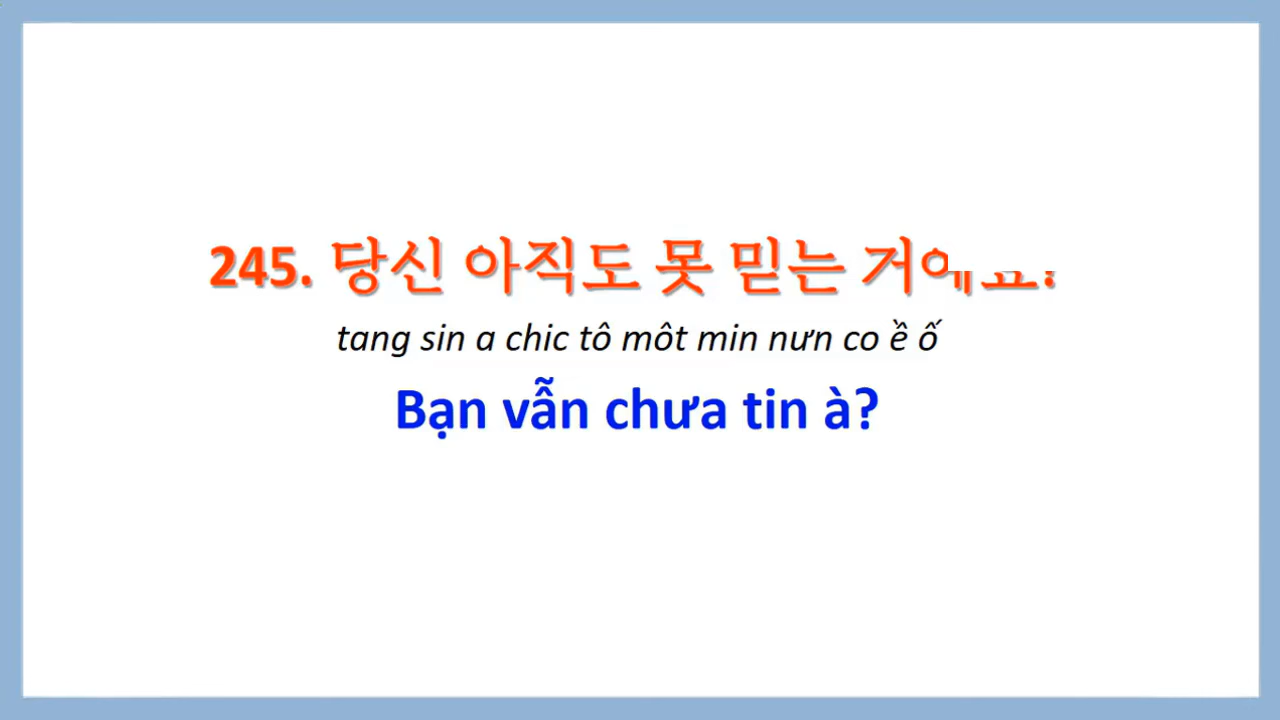 245. 당신 아직도 못 믿는
tang sin a chic tô môt min nưn co ề ố
Bạn vẫn chưa tin à?